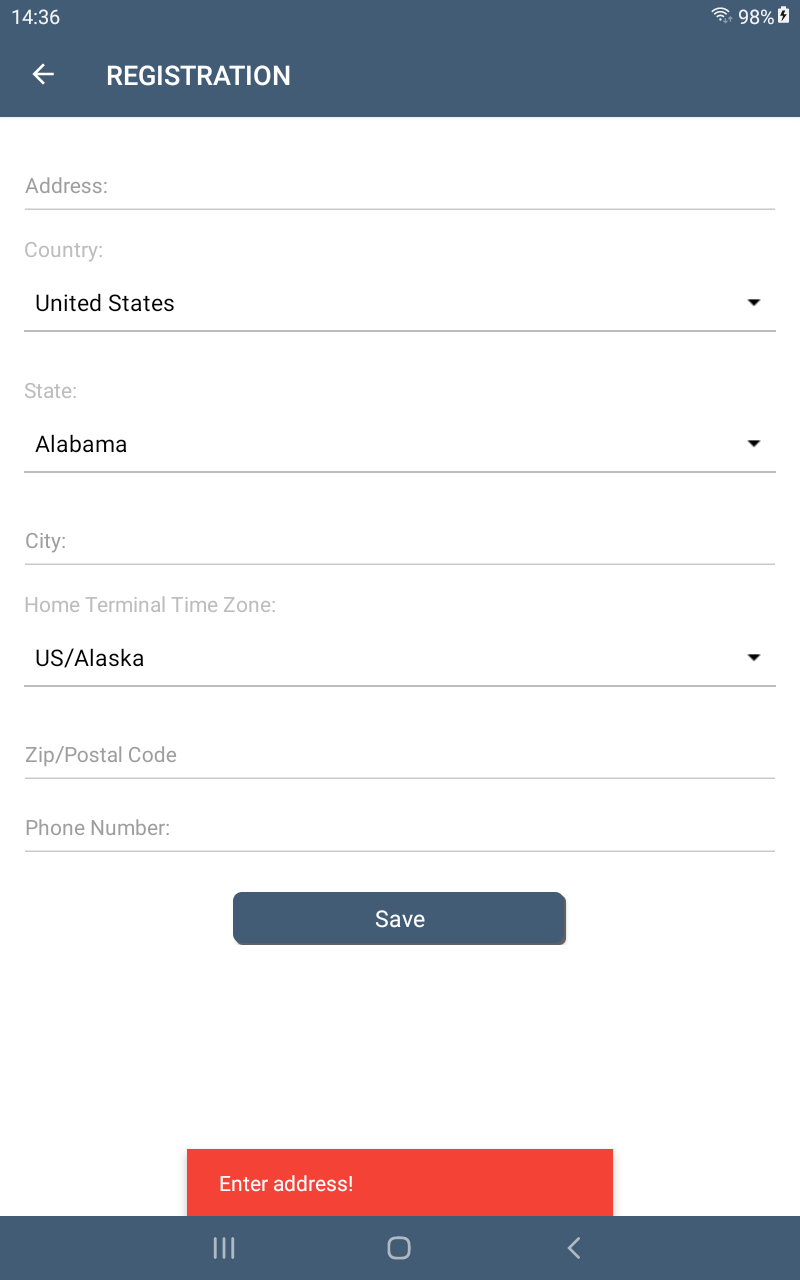 14:36 98%
REGISTRATION
Address:
Country:
United States
State:
Alabama
City:
Home Terminal Time Zone:
US/Alaska
Zip/Postal Code
Phone Number:
Save
Enter address!